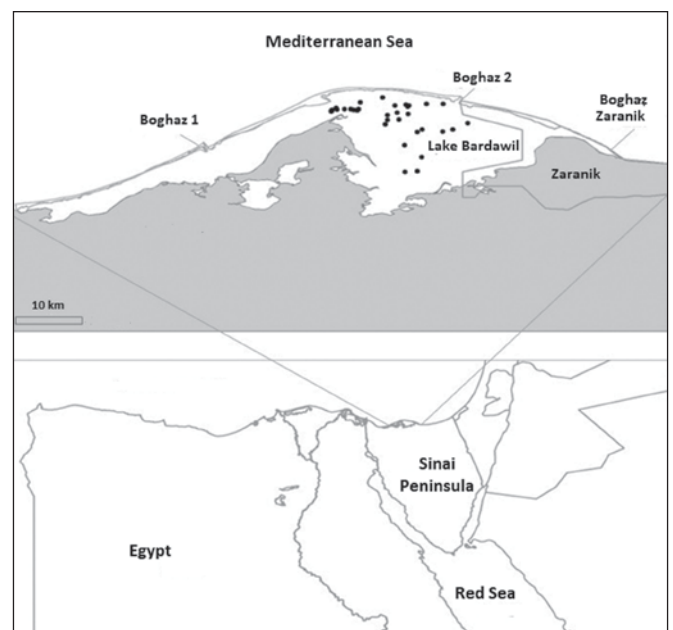 Mediterranean Sea
Boghaz 2
Boghaz
Zaranik
Boghaz 1
Lake Bardawil
Zaranik
10 km
Sinai
Peninsula
Egypt
Red Sea